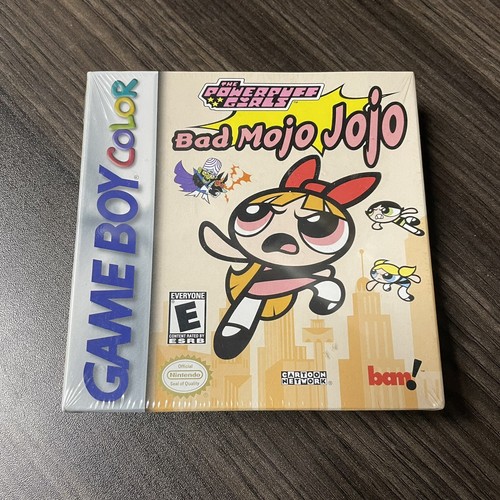 GAME BOY COLOR
THE
POWERPUFF
GIRLS
Bad Mojo Jojo
EVERYONE
E
CONTENT RATED BY
ESRB
Official
Nintendo
Seal of Quality
CARTOON
NETWORK
bam!